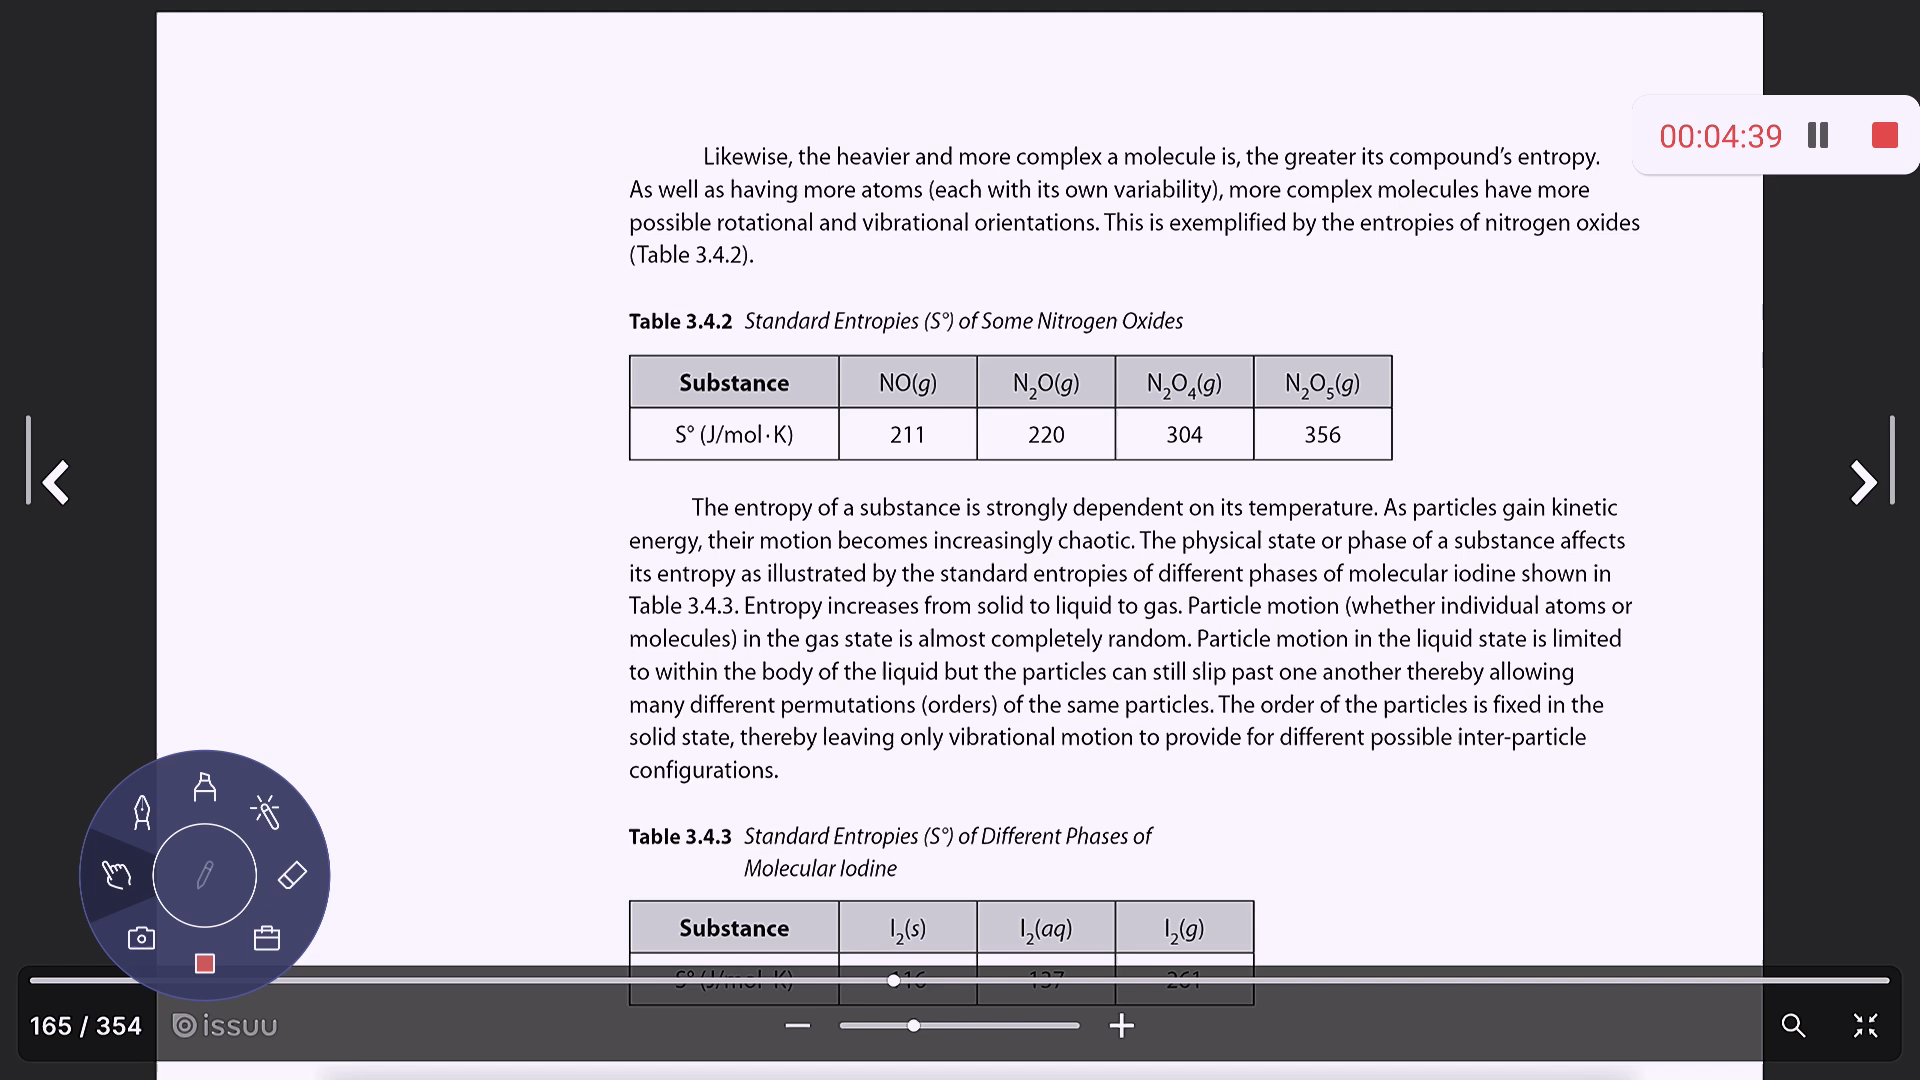 Likewise, the heavier and more complex a molecule is, the greater its compound’s entropy.
As well as having more atoms (each with its own variability), more complex molecules have more
possible rotational and vibrational orientations. This is exemplified by the entropies of nitrogen oxides
(Table 3.4.2).
00:04:39
Table 3.4.2 Standard Entropies (S°) of Some Nitrogen Oxides
Substance NO(g) N₂O(g) N₂O₄(g) N₂O₅(g)
S° (J/mol·K) 211 220 304 356
The entropy of a substance is strongly dependent on its temperature. As particles gain kinetic
energy, their motion becomes increasingly chaotic. The physical state or phase of a substance affects
its entropy as illustrated by the standard entropies of different phases of molecular iodine shown in
Table 3.4.3. Entropy increases from solid to liquid to gas. Particle motion (whether individual atoms or
molecules) in the gas state is almost completely random. Particle motion in the liquid state is limited
to within the body of the liquid but the particles can still slip past one another thereby allowing
many different permutations (orders) of the same particles. The order of the particles is fixed in the
solid state, thereby leaving only vibrational motion to provide for different possible inter-particle
configurations.
Table 3.4.3 Standard Entropies (S°) of Different Phases of
Molecular Iodine
Substance I₂(s) I₂(aq) I₂(g)
S° (J/mol·K) 116 137 261
165 / 354 issuu